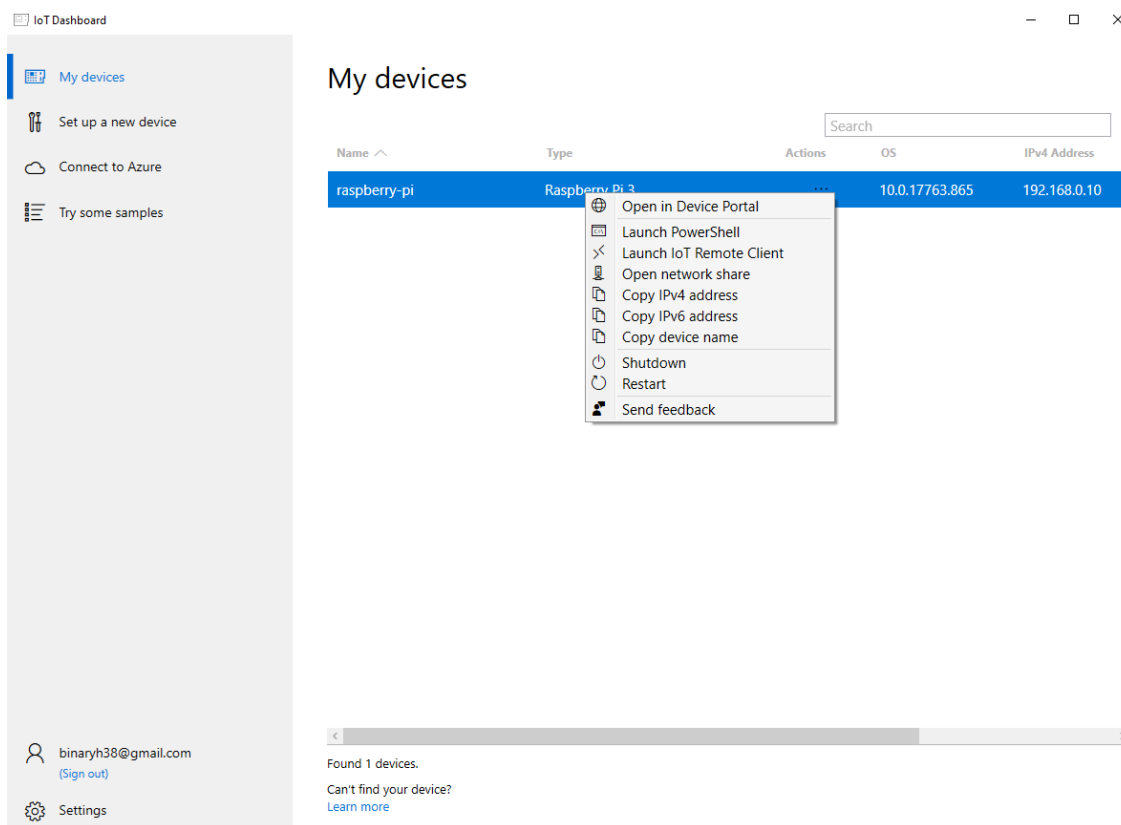 IoT Dashboard
My devices
Set up a new device
Connect to Azure
Try some samples
binaryh38@gmail.com
(Sign out)
Settings
My devices
Search
Name Type Actions OS IPv4 Address
raspberry-pi Raspberry Pi 3 ... 10.0.17763.865 192.168.0.10
Open in Device Portal
Launch PowerShell
Launch IoT Remote Client
Open network share
Copy IPv4 address
Copy IPv6 address
Copy device name
Shutdown
Restart
Send feedback
Found 1 devices.
Can't find your device?
Learn more